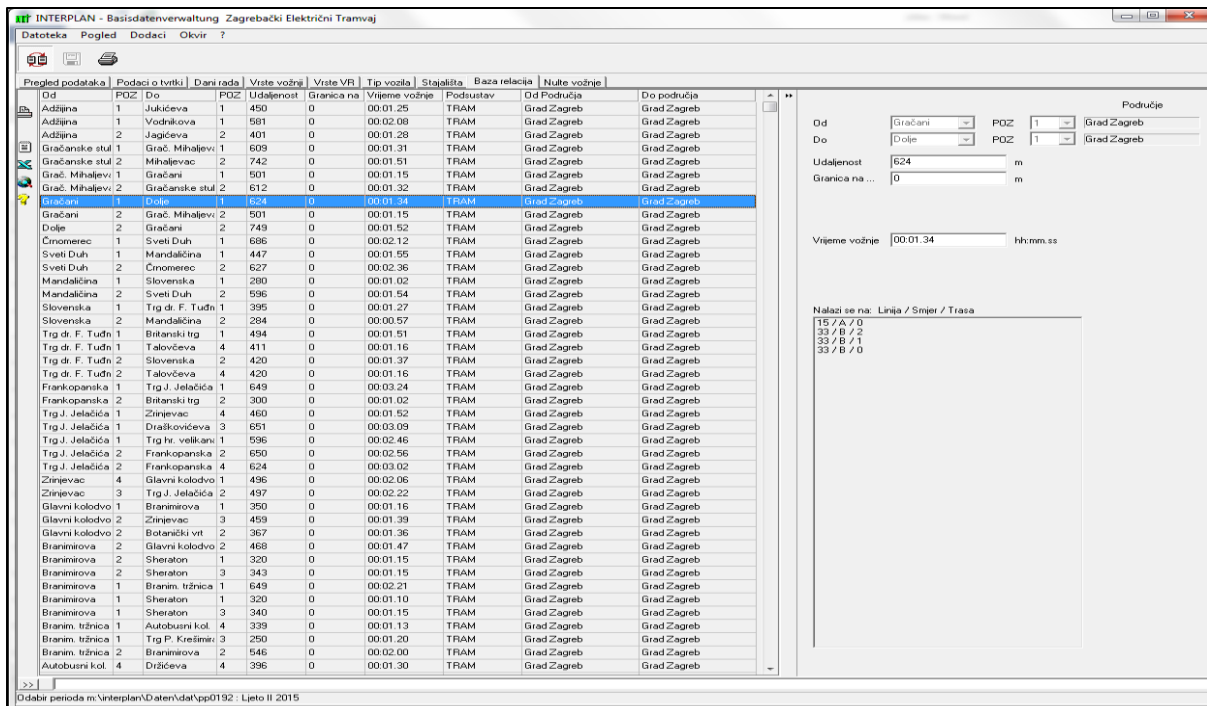 INTERPLAN - Basisdatenverwaltung Zagrebački Električni Tramvaj
Datoteka Pogled Dodaci Okvir ?
Pregled podataka Podaci o tvrtki Dani rada Vrste vožnji Vrste VR Tip vozila Stajališta Baza relacija Nulte vožnje
Od POZ Do POZ Udaljenost Granica na Vrijeme vožnje Podsustav Od Područja Do područja
Adžijina 1 Jukićeva 1 450 0 00:01.25 TRAM Grad Zagreb Grad Zagreb
Adžijina 1 Vodnikova 1 581 0 00:02.08 TRAM Grad Zagreb Grad Zagreb
Adžijina 2 Jagićeva 2 401 0 00:01.28 TRAM Grad Zagreb Grad Zagreb
Gračanske stul 1 Grač. Mihaljeva 1 609 0 00:01.31 TRAM Grad Zagreb Grad Zagreb
Gračanske stul 2 Mihaljevac 2 742 0 00:01.51 TRAM Grad Zagreb Grad Zagreb
Grač. Mihaljeva 1 Gračani 1 501 0 00:01.15 TRAM Grad Zagreb Grad Zagreb
Grač. Mihaljeva 2 Gračanske stul 2 612 0 00:01.32 TRAM Grad Zagreb Grad Zagreb
Gračani 1 Dolje 1 624 0 00:01.34 TRAM Grad Zagreb Grad Zagreb
Gračani 2 Grač. Mihaljeva 2 501 0 00:01.15 TRAM Grad Zagreb Grad Zagreb
Dolje 2 Gračani 2 749 0 00:01.52 TRAM Grad Zagreb Grad Zagreb
Črnomerec 1 Sveti Duh 1 686 0 00:02.12 TRAM Grad Zagreb Grad Zagreb
Sveti Duh 1 Mandaličina 1 447 0 00:01.55 TRAM Grad Zagreb Grad Zagreb
Sveti Duh 2 Črnomerec 2 627 0 00:02.36 TRAM Grad Zagreb Grad Zagreb
Mandaličina 1 Slovenska 1 280 0 00:01.02 TRAM Grad Zagreb Grad Zagreb
Mandaličina 2 Sveti Duh 2 596 0 00:01.54 TRAM Grad Zagreb Grad Zagreb
Slovenska 1 Trg dr. F. Tuđn 1 395 0 00:01.27 TRAM Grad Zagreb Grad Zagreb
Slovenska 2 Mandaličina 2 284 0 00:00.57 TRAM Grad Zagreb Grad Zagreb
Trg dr. F. Tuđn 1 Britanski trg 1 494 0 00:01.51 TRAM Grad Zagreb Grad Zagreb
Trg dr. F. Tuđn 1 Talovčeva 4 411 0 00:01.16 TRAM Grad Zagreb Grad Zagreb
Trg dr. F. Tuđn 2 Slovenska 2 420 0 00:01.37 TRAM Grad Zagreb Grad Zagreb
Trg dr. F. Tuđn 2 Talovčeva 4 420 0 00:01.16 TRAM Grad Zagreb Grad Zagreb
Frankopanska 1 Trg J. Jelačića 1 649 0 00:03.24 TRAM Grad Zagreb Grad Zagreb
Frankopanska 2 Britanski trg 2 300 0 00:01.02 TRAM Grad Zagreb Grad Zagreb
Trg J. Jelačića 1 Zrinjevac 4 460 0 00:01.52 TRAM Grad Zagreb Grad Zagreb
Trg J. Jelačića 1 Draškovićeva 3 651 0 00:03.09 TRAM Grad Zagreb Grad Zagreb
Trg J. Jelačića 1 Trg hr. velikana 1 596 0 00:02.46 TRAM Grad Zagreb Grad Zagreb
Trg J. Jelačića 2 Frankopanska 2 650 0 00:02.56 TRAM Grad Zagreb Grad Zagreb
Trg J. Jelačića 2 Frankopanska 4 624 0 00:03.02 TRAM Grad Zagreb Grad Zagreb
Zrinjevac 4 Glavni kolodvo 1 496 0 00:02.06 TRAM Grad Zagreb Grad Zagreb
Zrinjevac 3 Trg J. Jelačića 2 497 0 00:02.22 TRAM Grad Zagreb Grad Zagreb
Glavni kolodvo 1 Branimirova 1 350 0 00:01.16 TRAM Grad Zagreb Grad Zagreb
Glavni kolodvo 2 Zrinjevac 3 459 0 00:01.39 TRAM Grad Zagreb Grad Zagreb
Glavni kolodvo 2 Botanički vrt 2 367 0 00:01.36 TRAM Grad Zagreb Grad Zagreb
Branimirova 2 Glavni kolodvo 2 468 0 00:01.47 TRAM Grad Zagreb Grad Zagreb
Branimirova 2 Sheraton 1 320 0 00:01.15 TRAM Grad Zagreb Grad Zagreb
Branimirova 2 Sheraton 3 343 0 00:01.15 TRAM Grad Zagreb Grad Zagreb
Branimirova 1 Branim. tržnica 1 649 0 00:02.21 TRAM Grad Zagreb Grad Zagreb
Branimirova 1 Sheraton 1 320 0 00:01.10 TRAM Grad Zagreb Grad Zagreb
Branimirova 1 Sheraton 3 340 0 00:01.15 TRAM Grad Zagreb Grad Zagreb
Branim. tržnica 1 Autobusni kol. 4 339 0 00:01.13 TRAM Grad Zagreb Grad Zagreb
Branim. tržnica 1 Trg P. Krešimira 3 250 0 00:01.20 TRAM Grad Zagreb Grad Zagreb
Branim. tržnica 2 Branimirova 2 546 0 00:02.00 TRAM Grad Zagreb Grad Zagreb
Autobusni kol. 4 Držićeva 4 396 0 00:01.30 TRAM Grad Zagreb Grad Zagreb
Područje
Od Gračani POZ 1 Grad Zagreb
Do Dolje POZ 1 Grad Zagreb
Udaljenost 624 m
Granica na ... 0 m
Vrijeme vožnje 00:01.34 hh:mm.ss
Nalazi se na: Linija / Smjer / Trasa
15 / A / 0
33 / B / 2
33 / B / 1
33 / B / 0
>>
Odabir perioda m:\interplan\Daten\dat\pp0192 : Ljeto II 2015